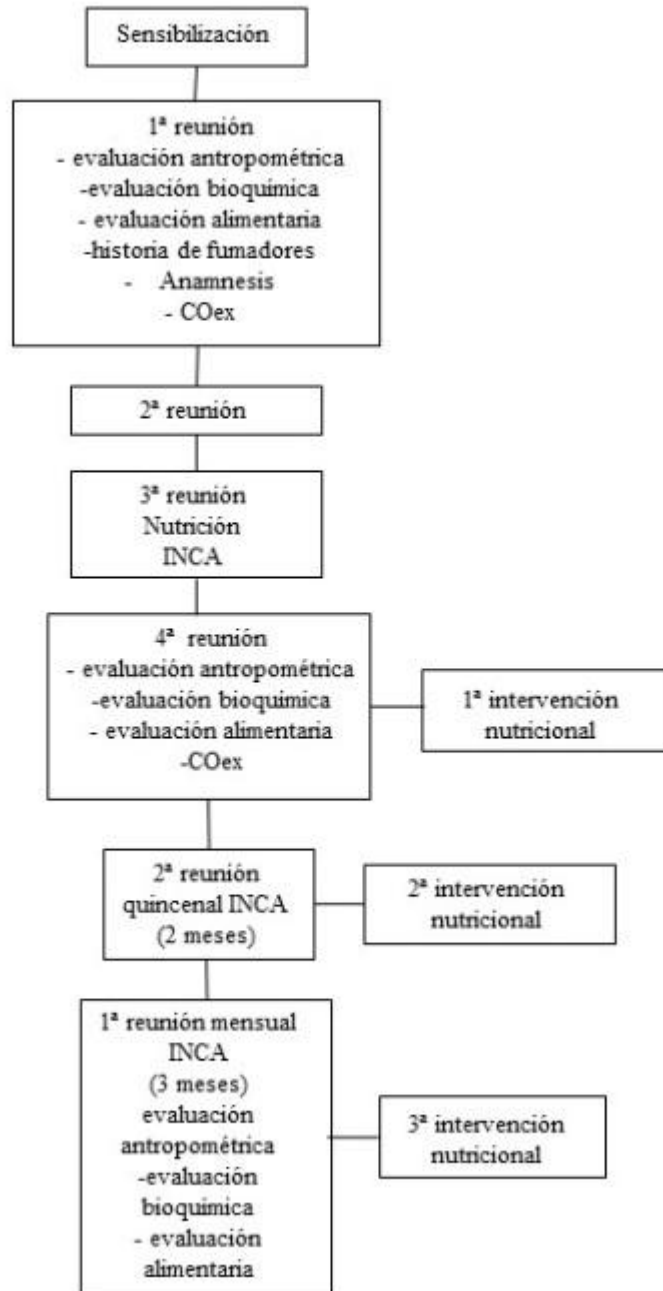 Sensibilización
1ª reunión
- evaluación antropométrica
-evaluación bioquímica
- evaluación alimentaria
-historia de fumadores
- Anamnesis
- COex
2ª reunión
3ª reunión
Nutrición
INCA
4ª reunión
- evaluación antropométrica
-evaluación bioquímica
- evaluación alimentaria
-COex
1ª intervención
nutricional
2ª reunión
quincenal INCA
(2 meses)
2ª intervención
nutricional
1ª reunión mensual
INCA
(3 meses)
evaluación
antropométrica
-evaluación
bioquímica
- evaluación
alimentaria
3ª intervención
nutricional